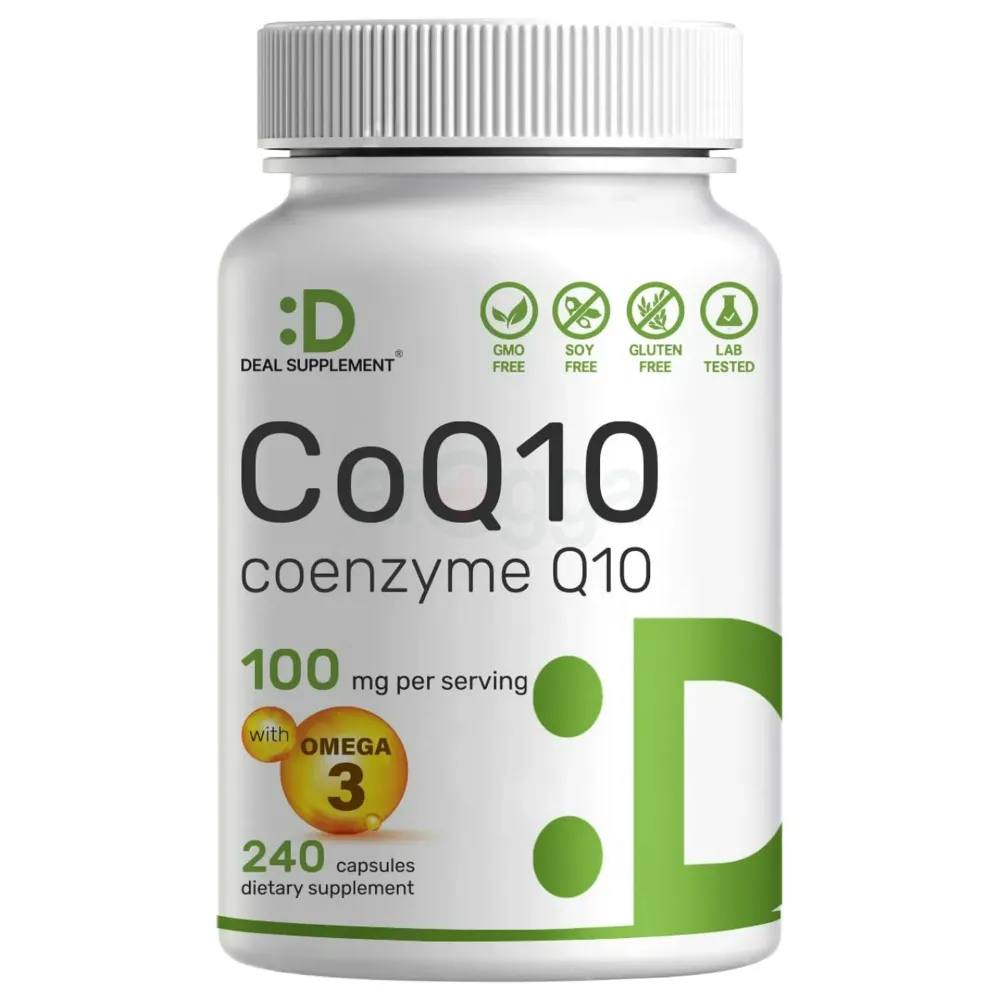 :D
DEAL SUPPLEMENT®
GMO
FREE
SOY
FREE
GLUTEN
FREE
LAB
TESTED
CoQ10
coenzyme Q10
100 mg per serving
with
OMEGA
3
240 capsules
dietary supplement
:D